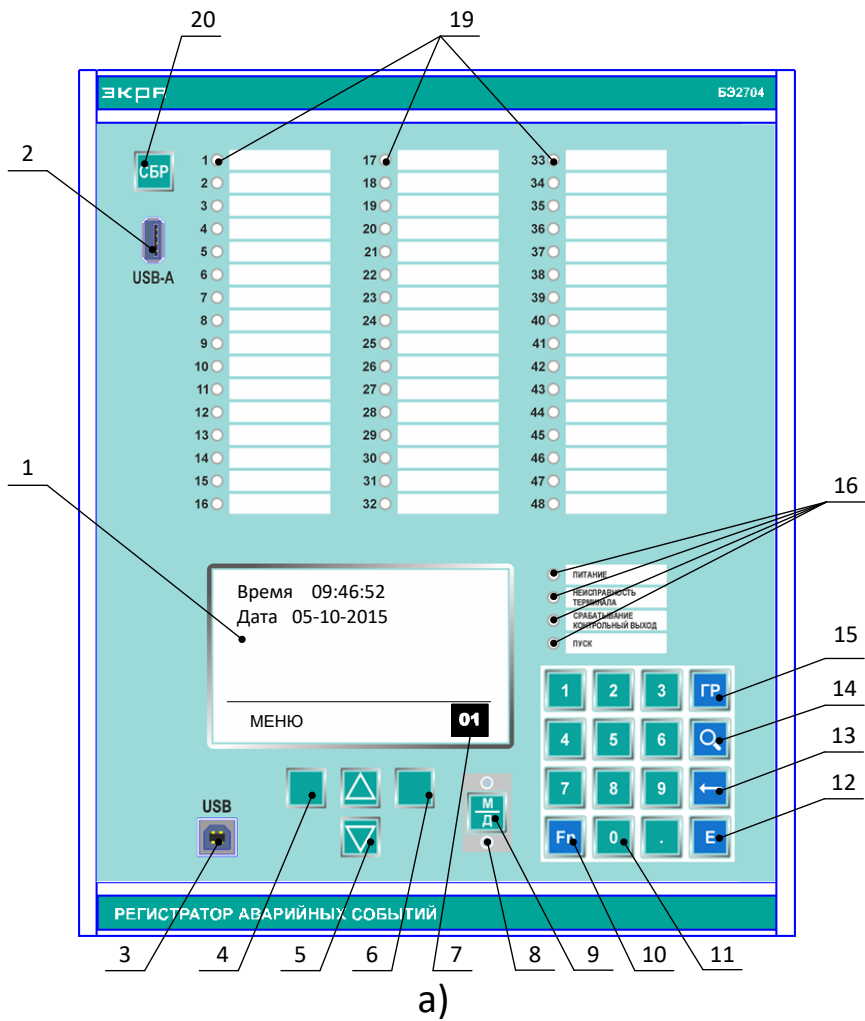 20 19
ЭКРА БЭ2704
СБР
2
USB-A
1 17 33
2 18 34
3 19 35
4 20 36
5 21 37
6 22 38
7 23 39
8 24 40
9 25 41
10 26 42
11 27 43
12 28 44
13 29 45
14 30 46
15 31 47
16 32 48
1
16
Время 09:46:52
Дата 05-10-2015
МЕНЮ 01
ПИТАНИЕ
НЕИСПРАВНОСТЬ
ТЕРМИНАЛА
СРАБАТЫВАНИЕ
КОНТРОЛЬНЫЙ ВЫХОД
ПУСК
1 2 3 ГР
4 5 6
7 8 9 ←
Fn 0 . E
15
14
13
12
М
Д
USB
РЕГИСТРАТОР АВАРИЙНЫХ СОБЫТИЙ
3 4 5 6 7 8 9 10 11
а)